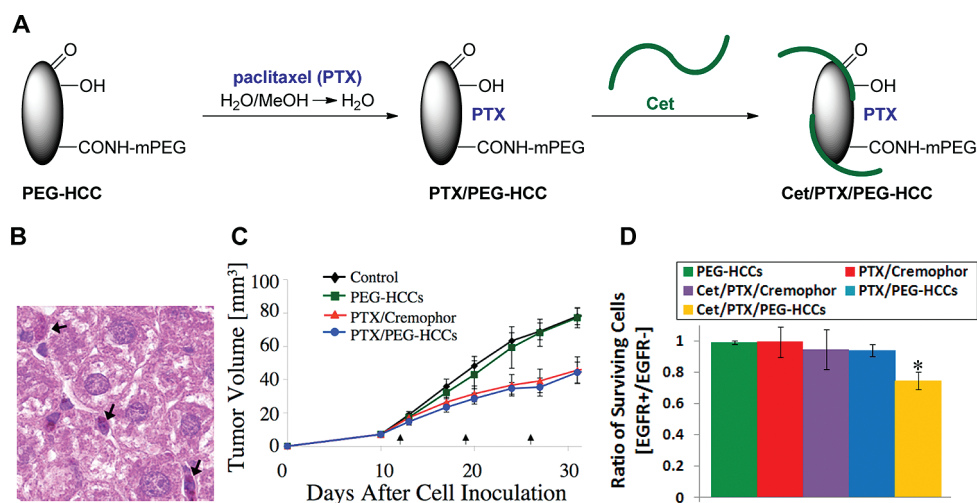 A
O
OH
CONH-mPEG
PEG-HCC
paclitaxel (PTX)
H₂O/MeOH → H₂O
O
OH
PTX
CONH-mPEG
PTX/PEG-HCC
Cet
O
OH
PTX
CONH-mPEG
Cet/PTX/PEG-HCC
B
C
Tumor Volume [mm³]
100
80
60
40
20
0
Control
PEG-HCCs
PTX/Cremophor
PTX/PEG-HCCs
0 10 20 30
Days After Cell Inoculation
D
PEG-HCCs PTX/Cremophor
Cet/PTX/Cremophor PTX/PEG-HCCs
Cet/PTX/PEG-HCCs
Ratio of Surviving Cells
[EGFR+/EGFR-]
1
0.8
0.6
0.4
0.2
0
*